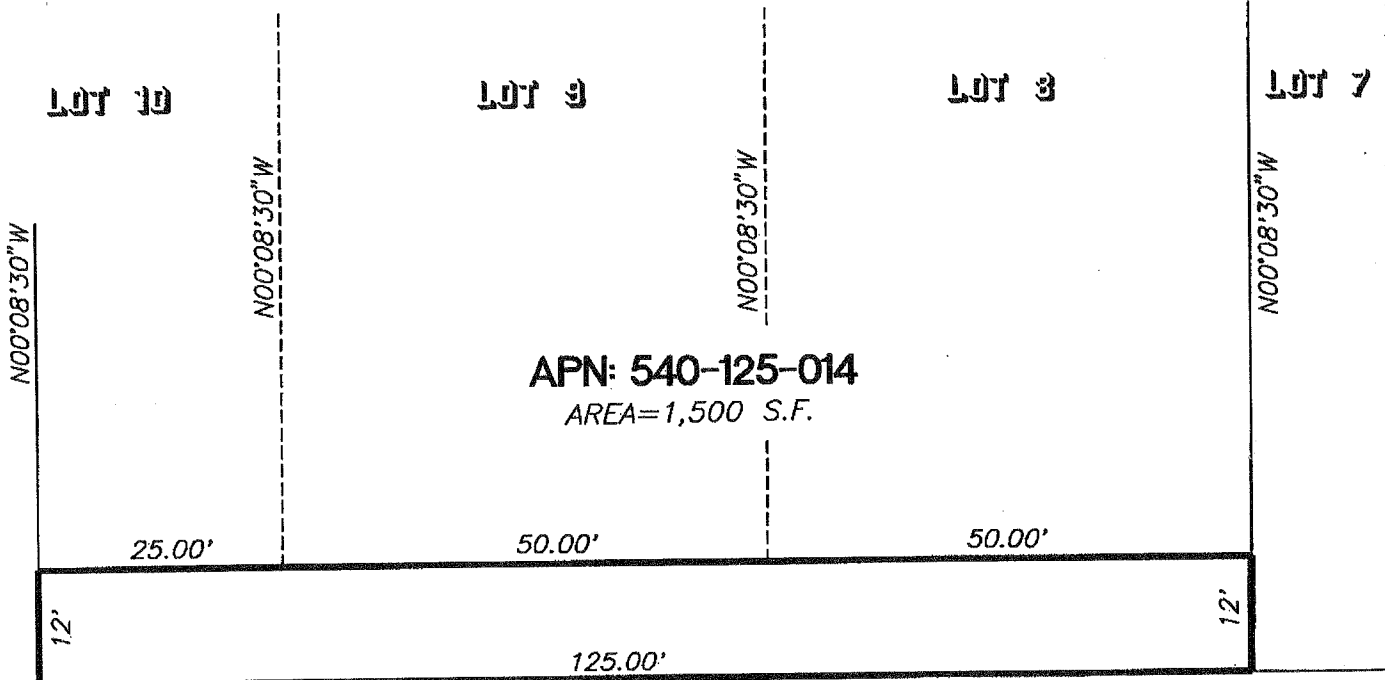 LOT 10
LOT 9
LOT 8
LOT 7
N00°08'30"W
N00°08'30"W
N00°08'30"W
N00°08'30"W
APN: 540-125-014
AREA=1,500 S.F.
25.00'
50.00'
50.00'
12'
12'
125.00'